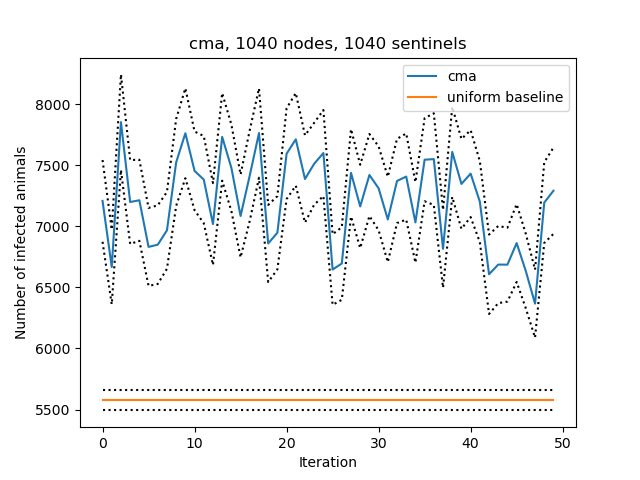 cma, 1040 nodes, 1040 sentinels
cma
uniform baseline
Number of infected animals
8000
7500
7000
6500
6000
5500
0 10 20 30 40 50
Iteration